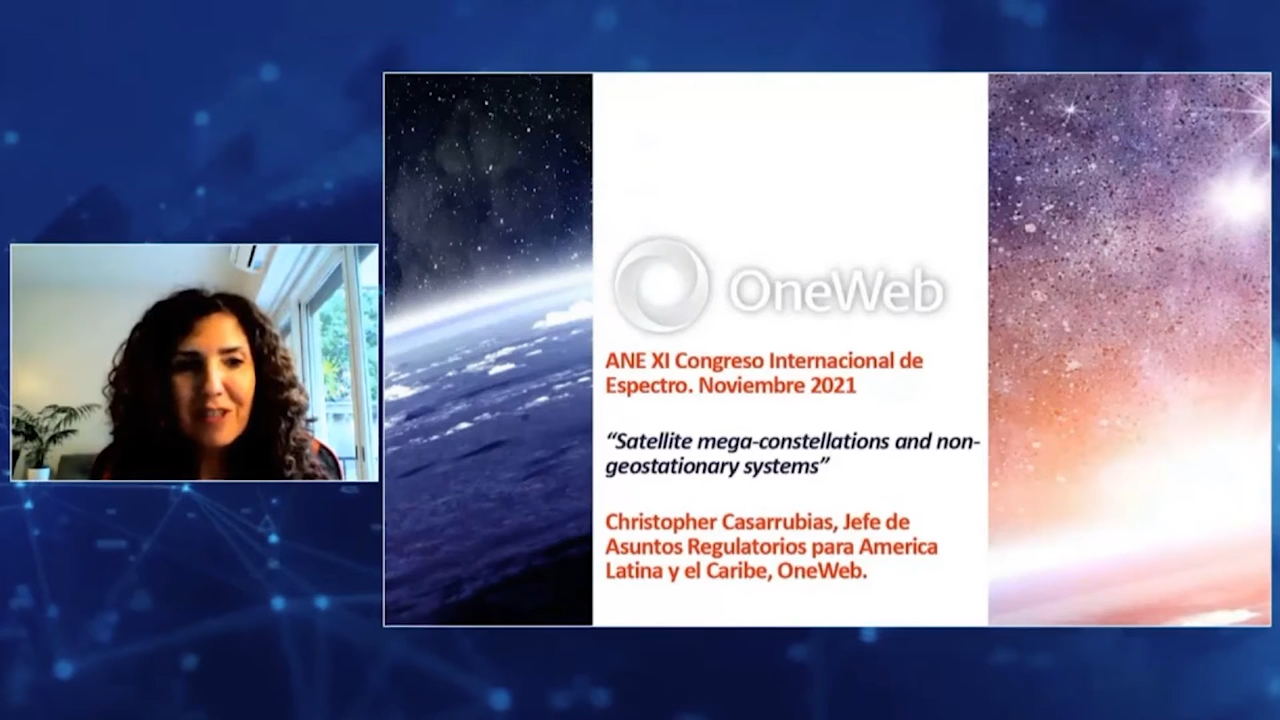 OneWeb
ANE XI Congreso Internacional de
Espectro. Noviembre 2021
“Satellite mega-constellations and non-
geostationary systems”
Christopher Casarrubias, Jefe de
Asuntos Regulatorios para America
Latina y el Caribe, OneWeb.